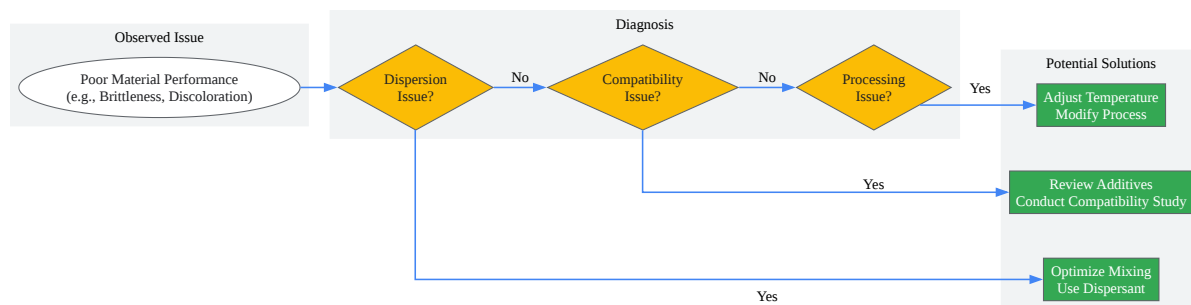 Observed Issue
Poor Material Performance
(e.g., Brittleness, Discoloration)
Diagnosis
Dispersion
Issue?
No
Compatibility
Issue?
No
Processing
Issue?
Yes
Yes
Yes
Potential Solutions
Adjust Temperature
Modify Process
Review Additives
Conduct Compatibility Study
Optimize Mixing
Use Dispersant